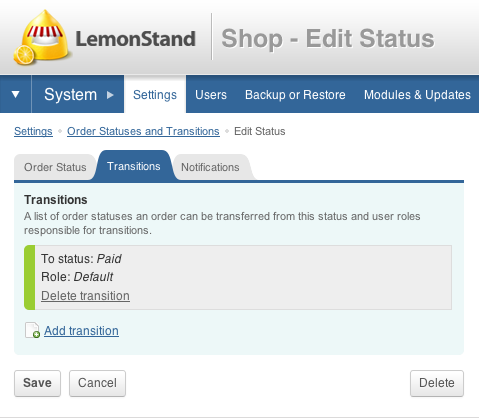 LemonStand
Shop - Edit Status
System
Settings
Users
Backup or Restore
Modules & Updates
Settings • Order Statuses and Transitions • Edit Status
Order Status
Transitions
Notifications
Transitions
A list of order statuses an order can be transferred from this status and user roles
responsible for transitions.
To status: Paid
Role: Default
Delete transition
Add transition
Save
Cancel
Delete